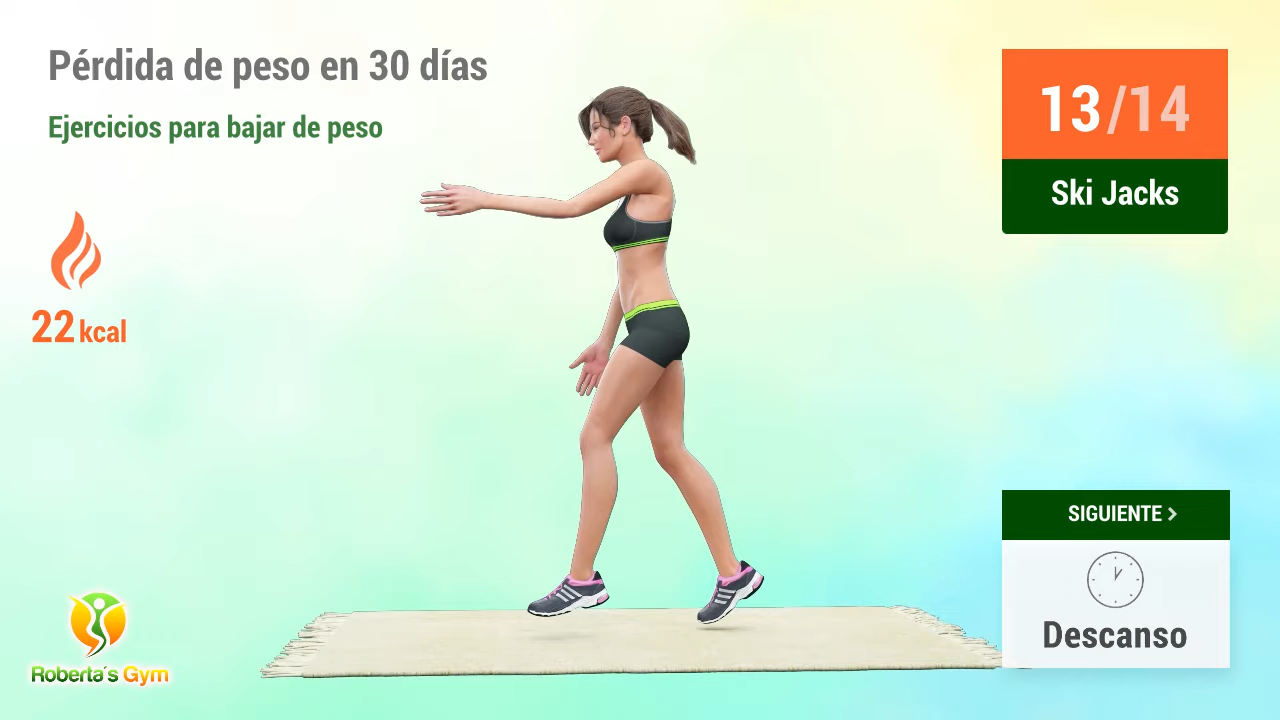 Pérdida de peso en 30 días
Ejercicios para bajar de peso
13/14
Ski Jacks
22 kcal
SIGUIENTE >
Descanso
Roberta´s Gym